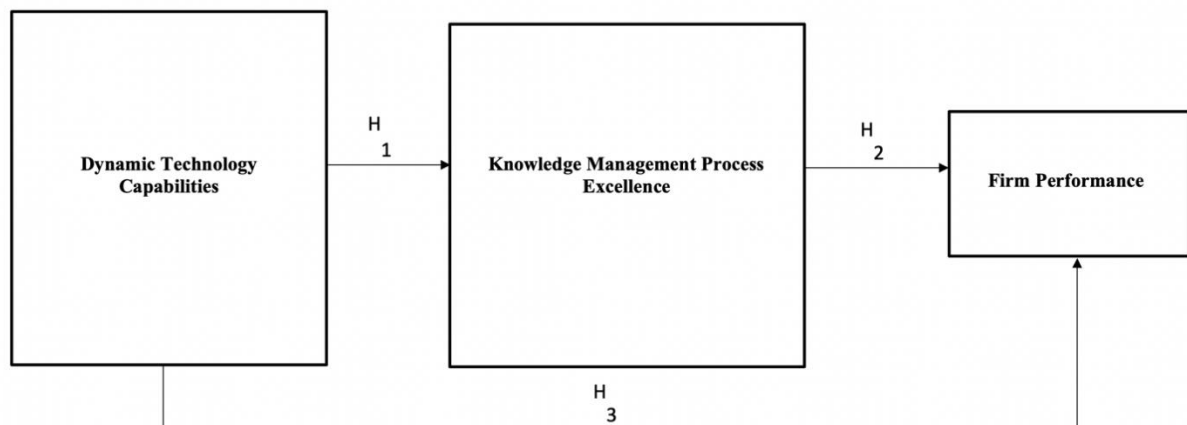 H
1
H
2
Dynamic Technology
Capabilities
Knowledge Management Process
Excellence
Firm Performance
H
3